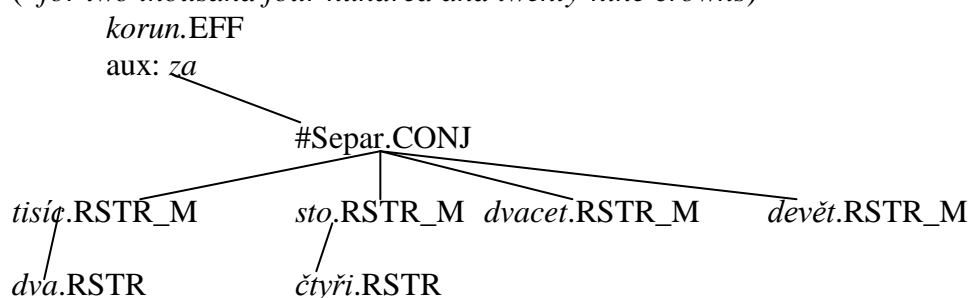 (=for two thousand four hundred and twenty nine crowns)
korun.EFF
aux: za
#Separ.CONJ
tisíc.RSTR_M sto.RSTR_M dvacet.RSTR_M devět.RSTR_M
dva.RSTR čtyři.RSTR